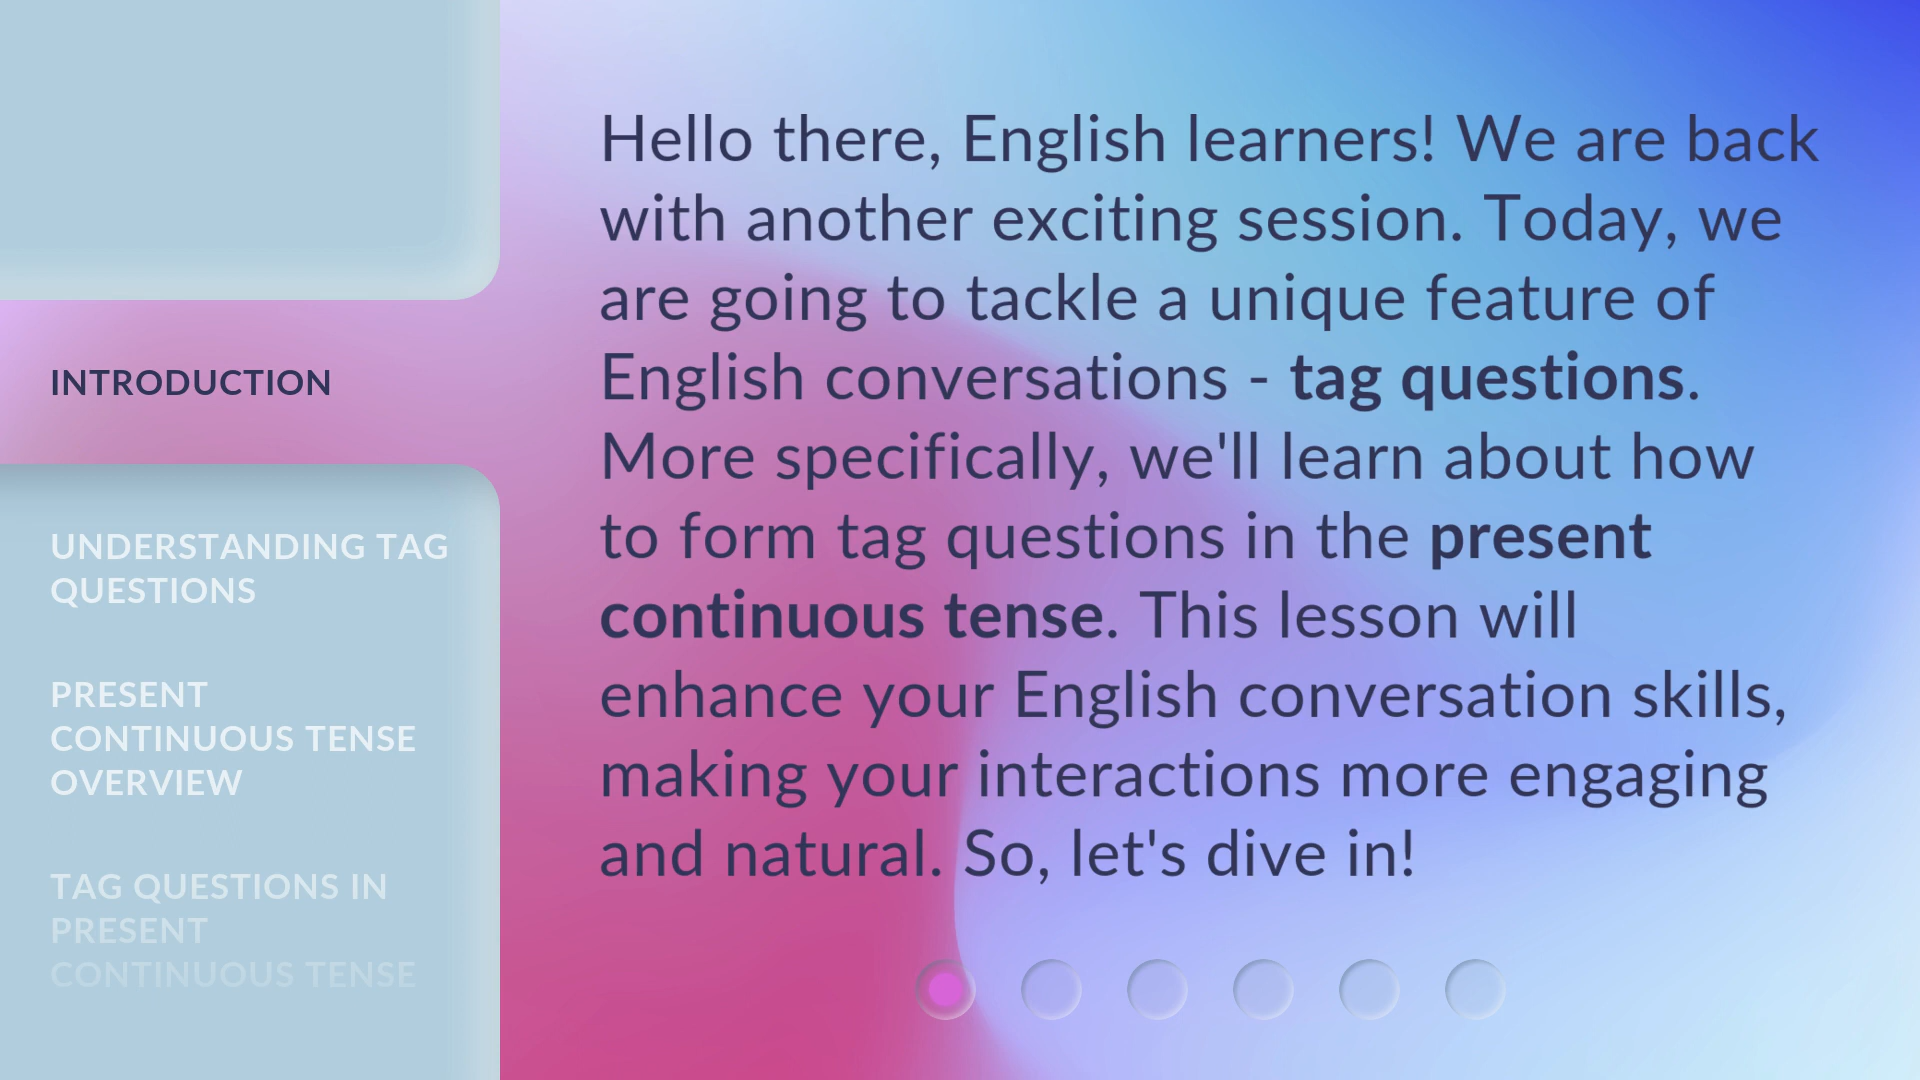 INTRODUCTION
UNDERSTANDING TAG
QUESTIONS
PRESENT
CONTINUOUS TENSE
OVERVIEW
TAG QUESTIONS IN
PRESENT
CONTINUOUS TENSE
Hello there, English learners! We are back
with another exciting session. Today, we
are going to tackle a unique feature of
English conversations - tag questions.
More specifically, we'll learn about how
to form tag questions in the present
continuous tense. This lesson will
enhance your English conversation skills,
making your interactions more engaging
and natural. So, let's dive in!